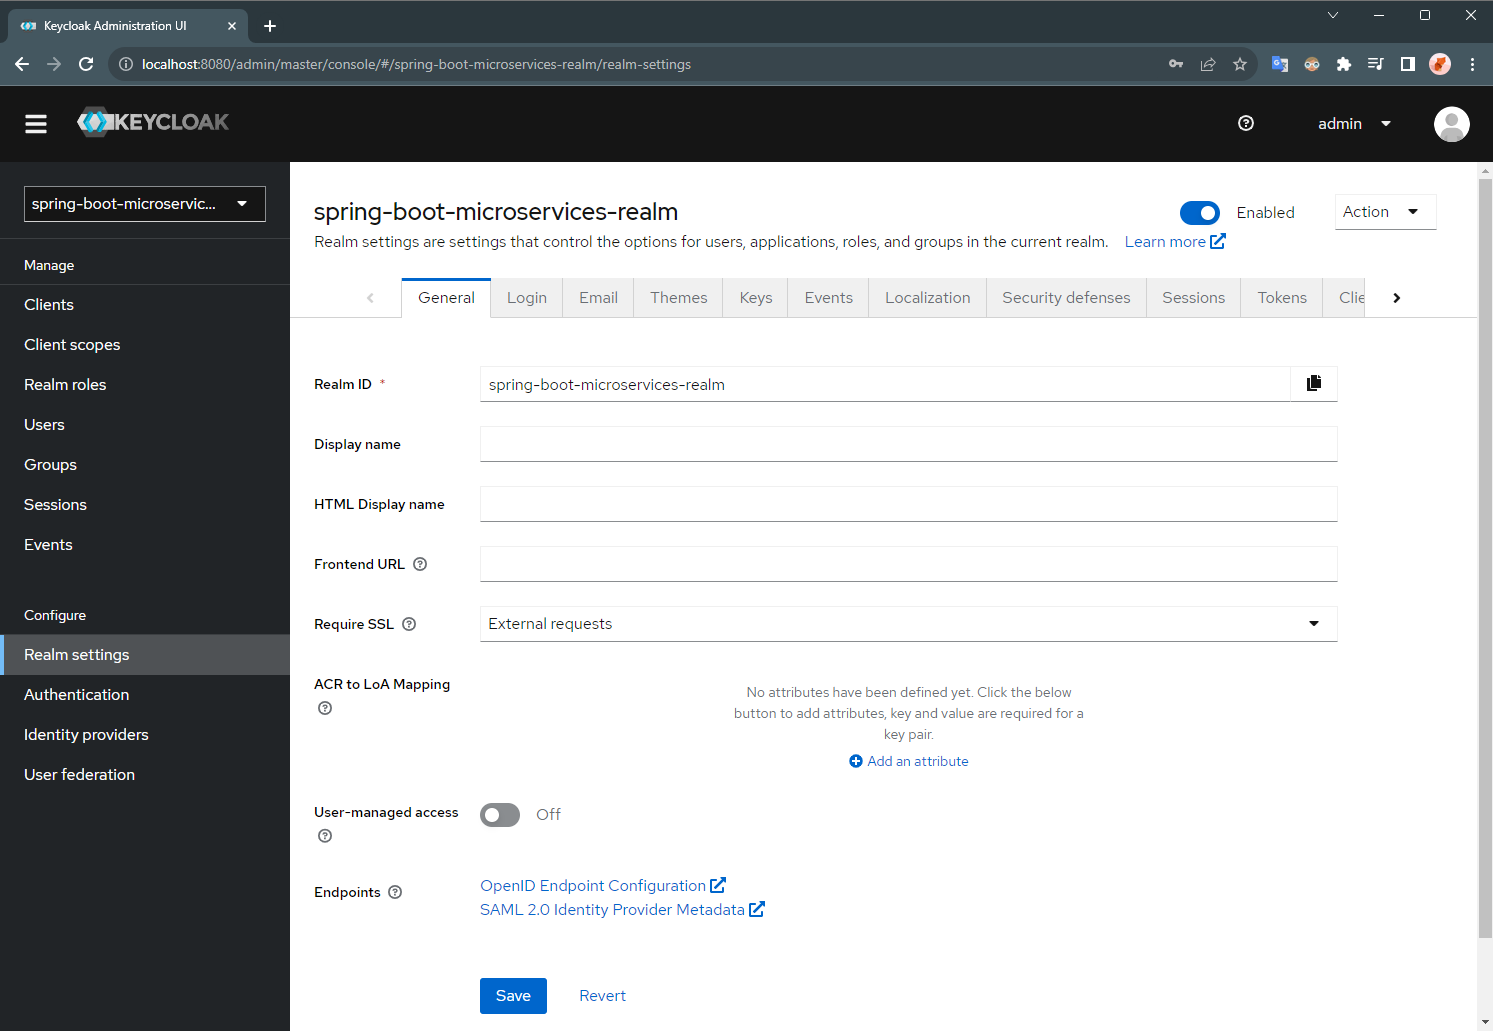 Keycloak Administration UI
localhost:8080/admin/master/console/#/spring-boot-microservices-realm/realm-settings
KEYCLOAK
admin
spring-boot-microservic...
Manage
Clients
Client scopes
Realm roles
Users
Groups
Sessions
Events
Configure
Realm settings
Authentication
Identity providers
User federation
spring-boot-microservices-realm
Enabled
Action
Realm settings are settings that control the options for users, applications, roles, and groups in the current realm. Learn more
General Login Email Themes Keys Events Localization Security defenses Sessions Tokens Clie
Realm ID * spring-boot-microservices-realm
Display name
HTML Display name
Frontend URL
Require SSL External requests
ACR to LoA Mapping
No attributes have been defined yet. Click the below
button to add attributes, key and value are required for a
key pair.
Add an attribute
User-managed access Off
Endpoints OpenID Endpoint Configuration
SAML 2.0 Identity Provider Metadata
Save Revert